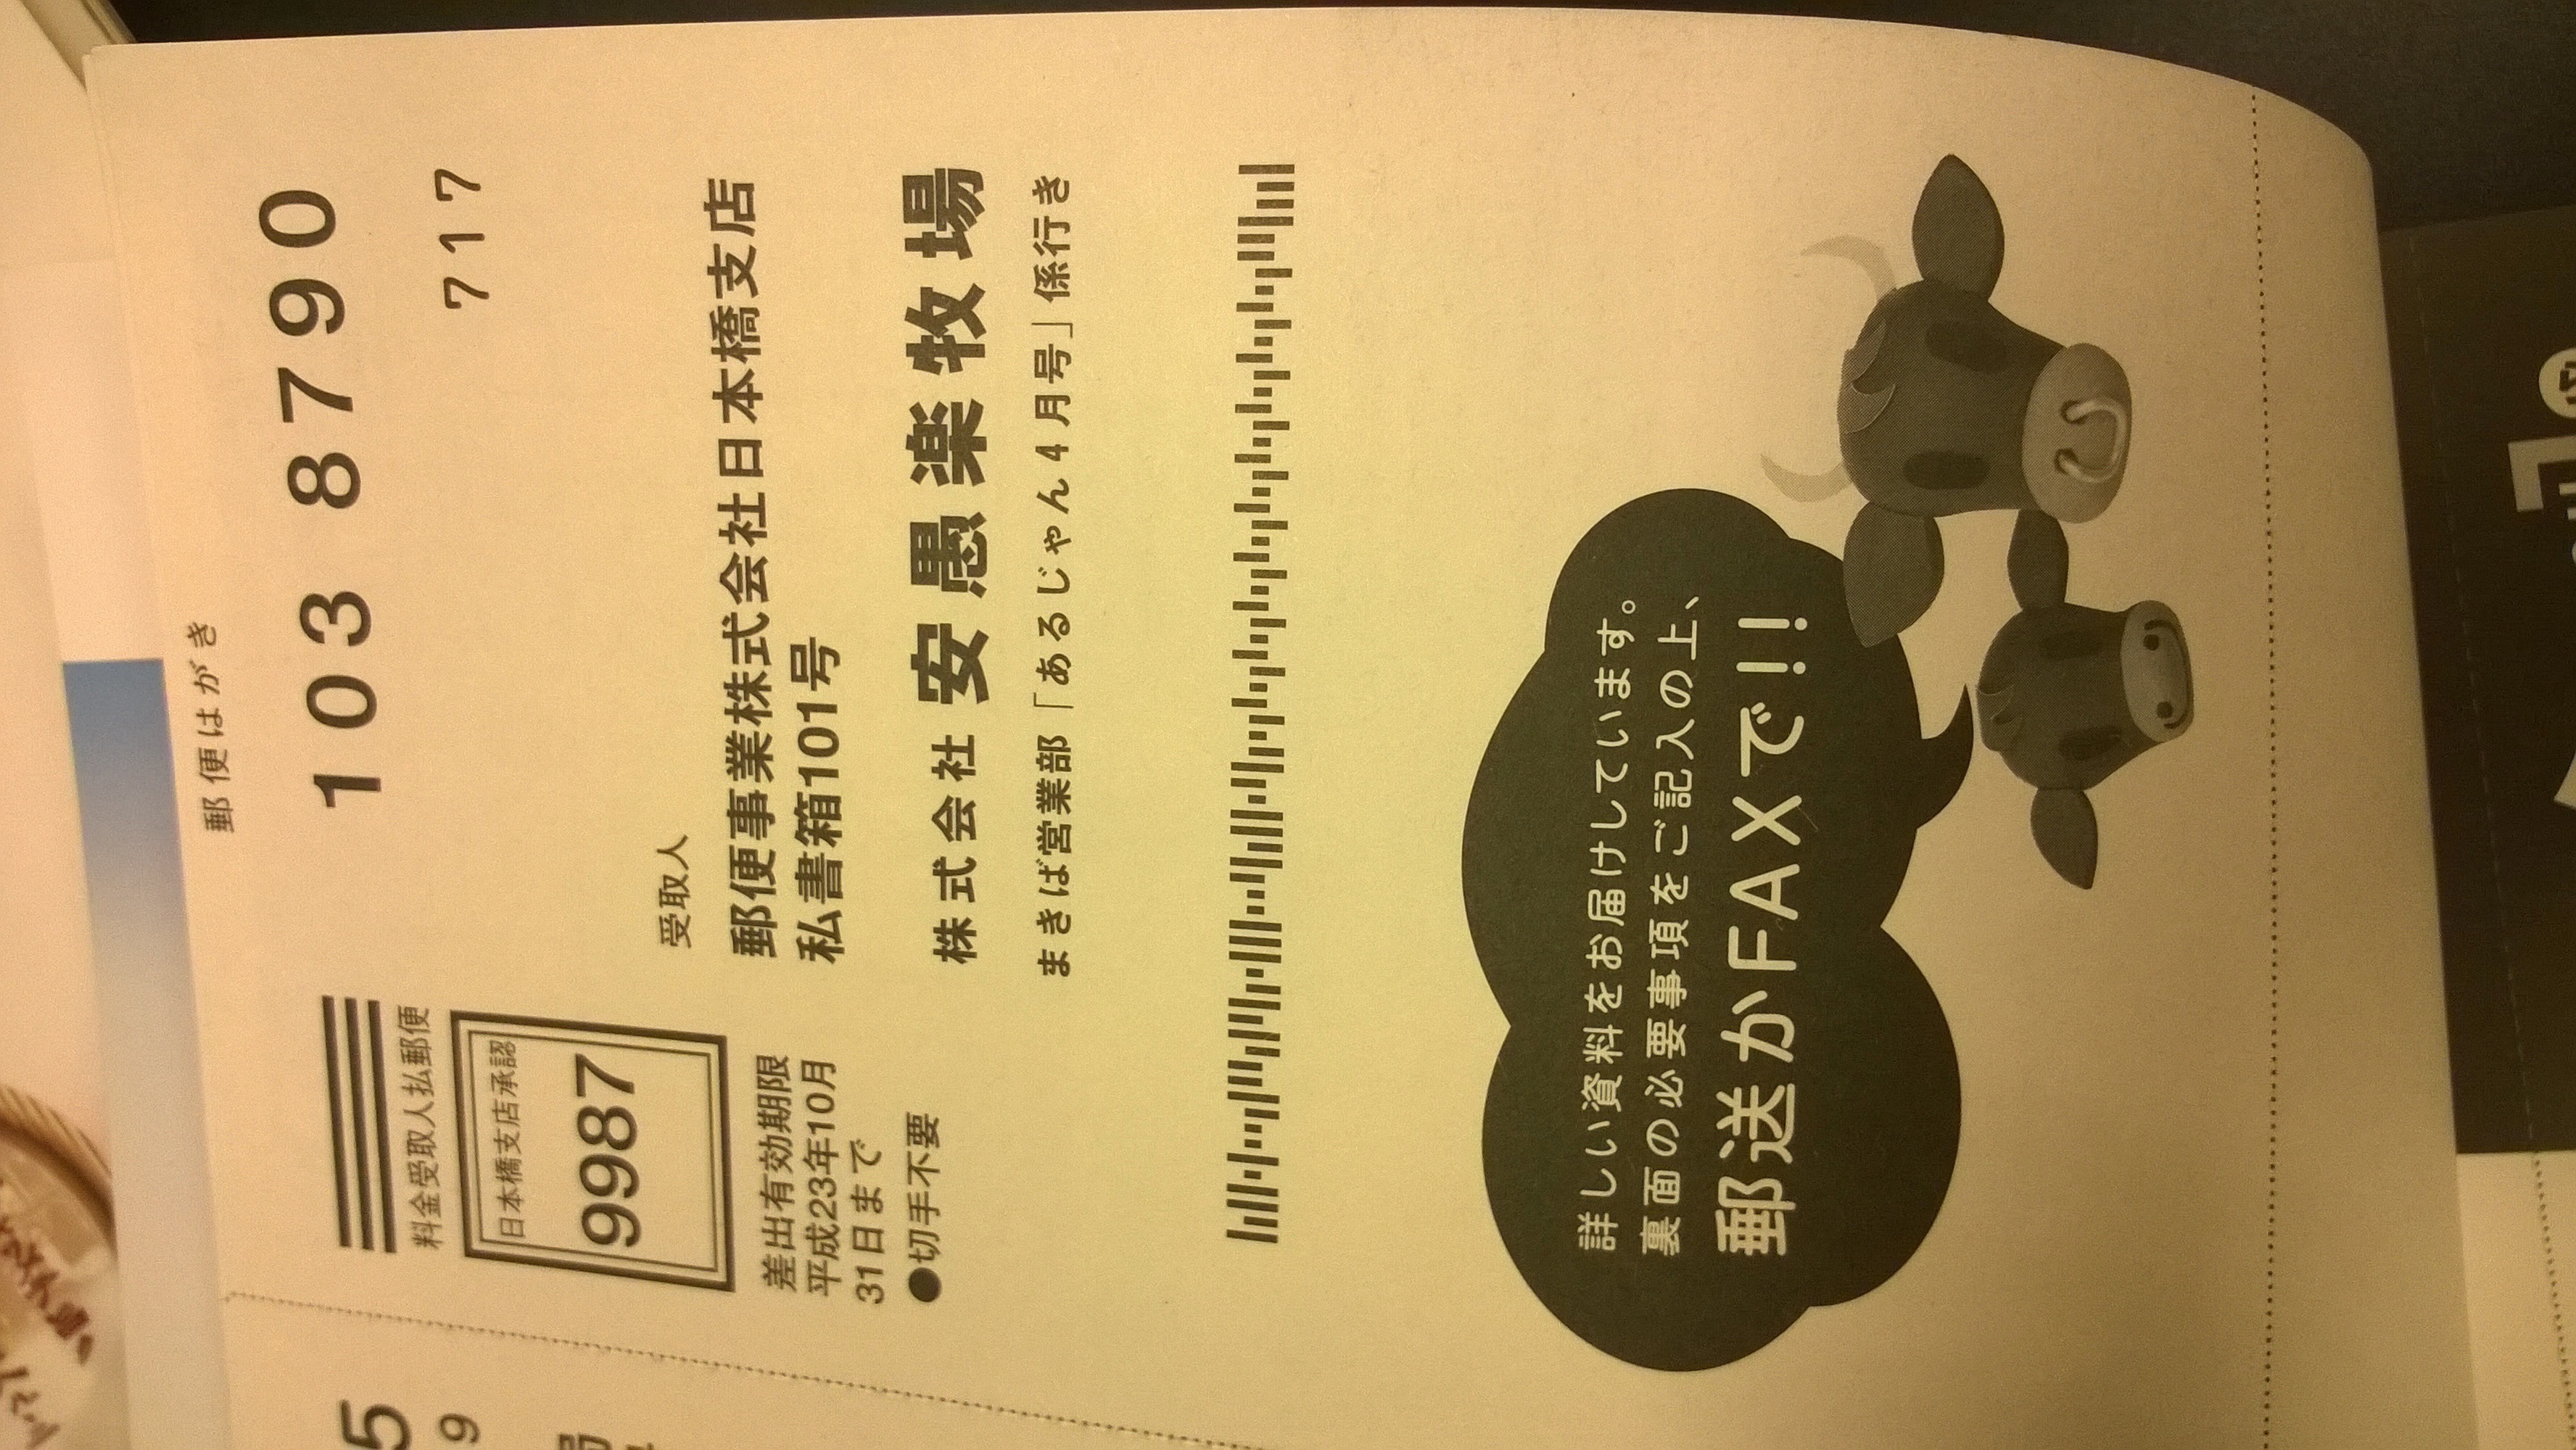 郵便はがき
103 8790
717
料金受取人払郵便
日本橋支店承認
9987
差出有効期限
平成23年10月
31日まで
●切手不要
受取人
郵便事業株式会社日本橋支店
私書箱101号
株式会社 安愚楽牧場
まきば営業部「あるじゃん4月号」係行き
詳しい資料をお届けしています。
裏面の必要事項をご記入の上、
郵送かFAXで!!
5
9